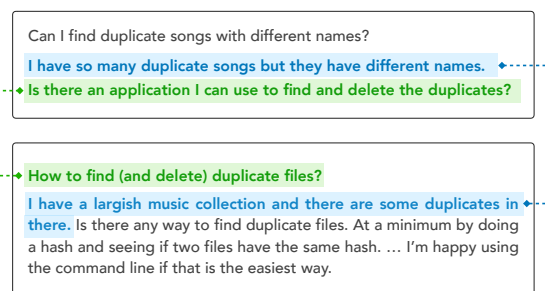 Can I find duplicate songs with different names?
I have so many duplicate songs but they have different names.
Is there an application I can use to find and delete the duplicates?
How to find (and delete) duplicate files?
I have a largish music collection and there are some duplicates in
there. Is there any way to find duplicate files. At a minimum by doing
a hash and seeing if two files have the same hash. … I'm happy using
the command line if that is the easiest way.